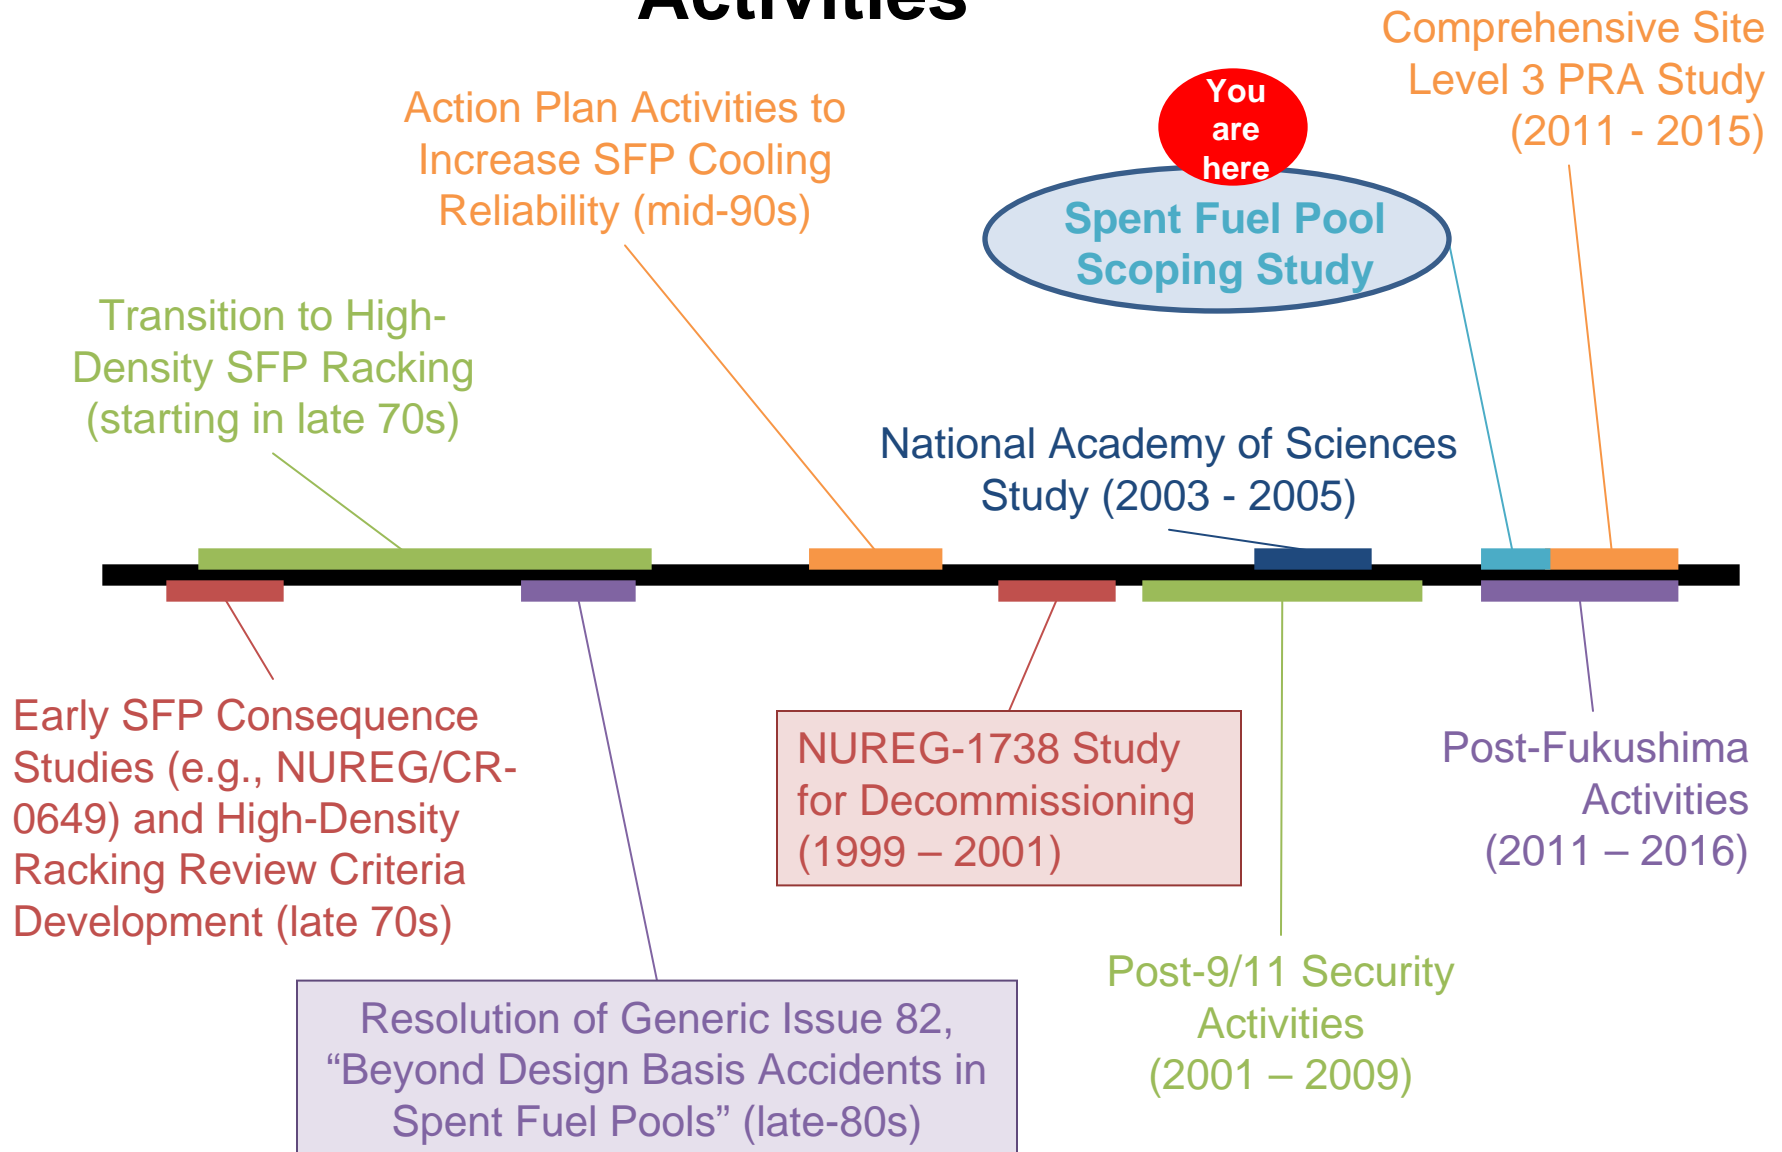 Activities
Comprehensive Site
Level 3 PRA Study
(2011 - 2015)
You
are
here
Action Plan Activities to
Increase SFP Cooling
Reliability (mid-90s)
Spent Fuel Pool
Scoping Study
Transition to High-
Density SFP Racking
(starting in late 70s)
National Academy of Sciences
Study (2003 - 2005)
Early SFP Consequence
Studies (e.g., NUREG/CR-
0649) and High-Density
Racking Review Criteria
Development (late 70s)
NUREG-1738 Study
for Decommissioning
(1999 – 2001)
Post-Fukushima
Activities
(2011 – 2016)
Post-9/11 Security
Activities
(2001 – 2009)
Resolution of Generic Issue 82,
“Beyond Design Basis Accidents in
Spent Fuel Pools” (late-80s)